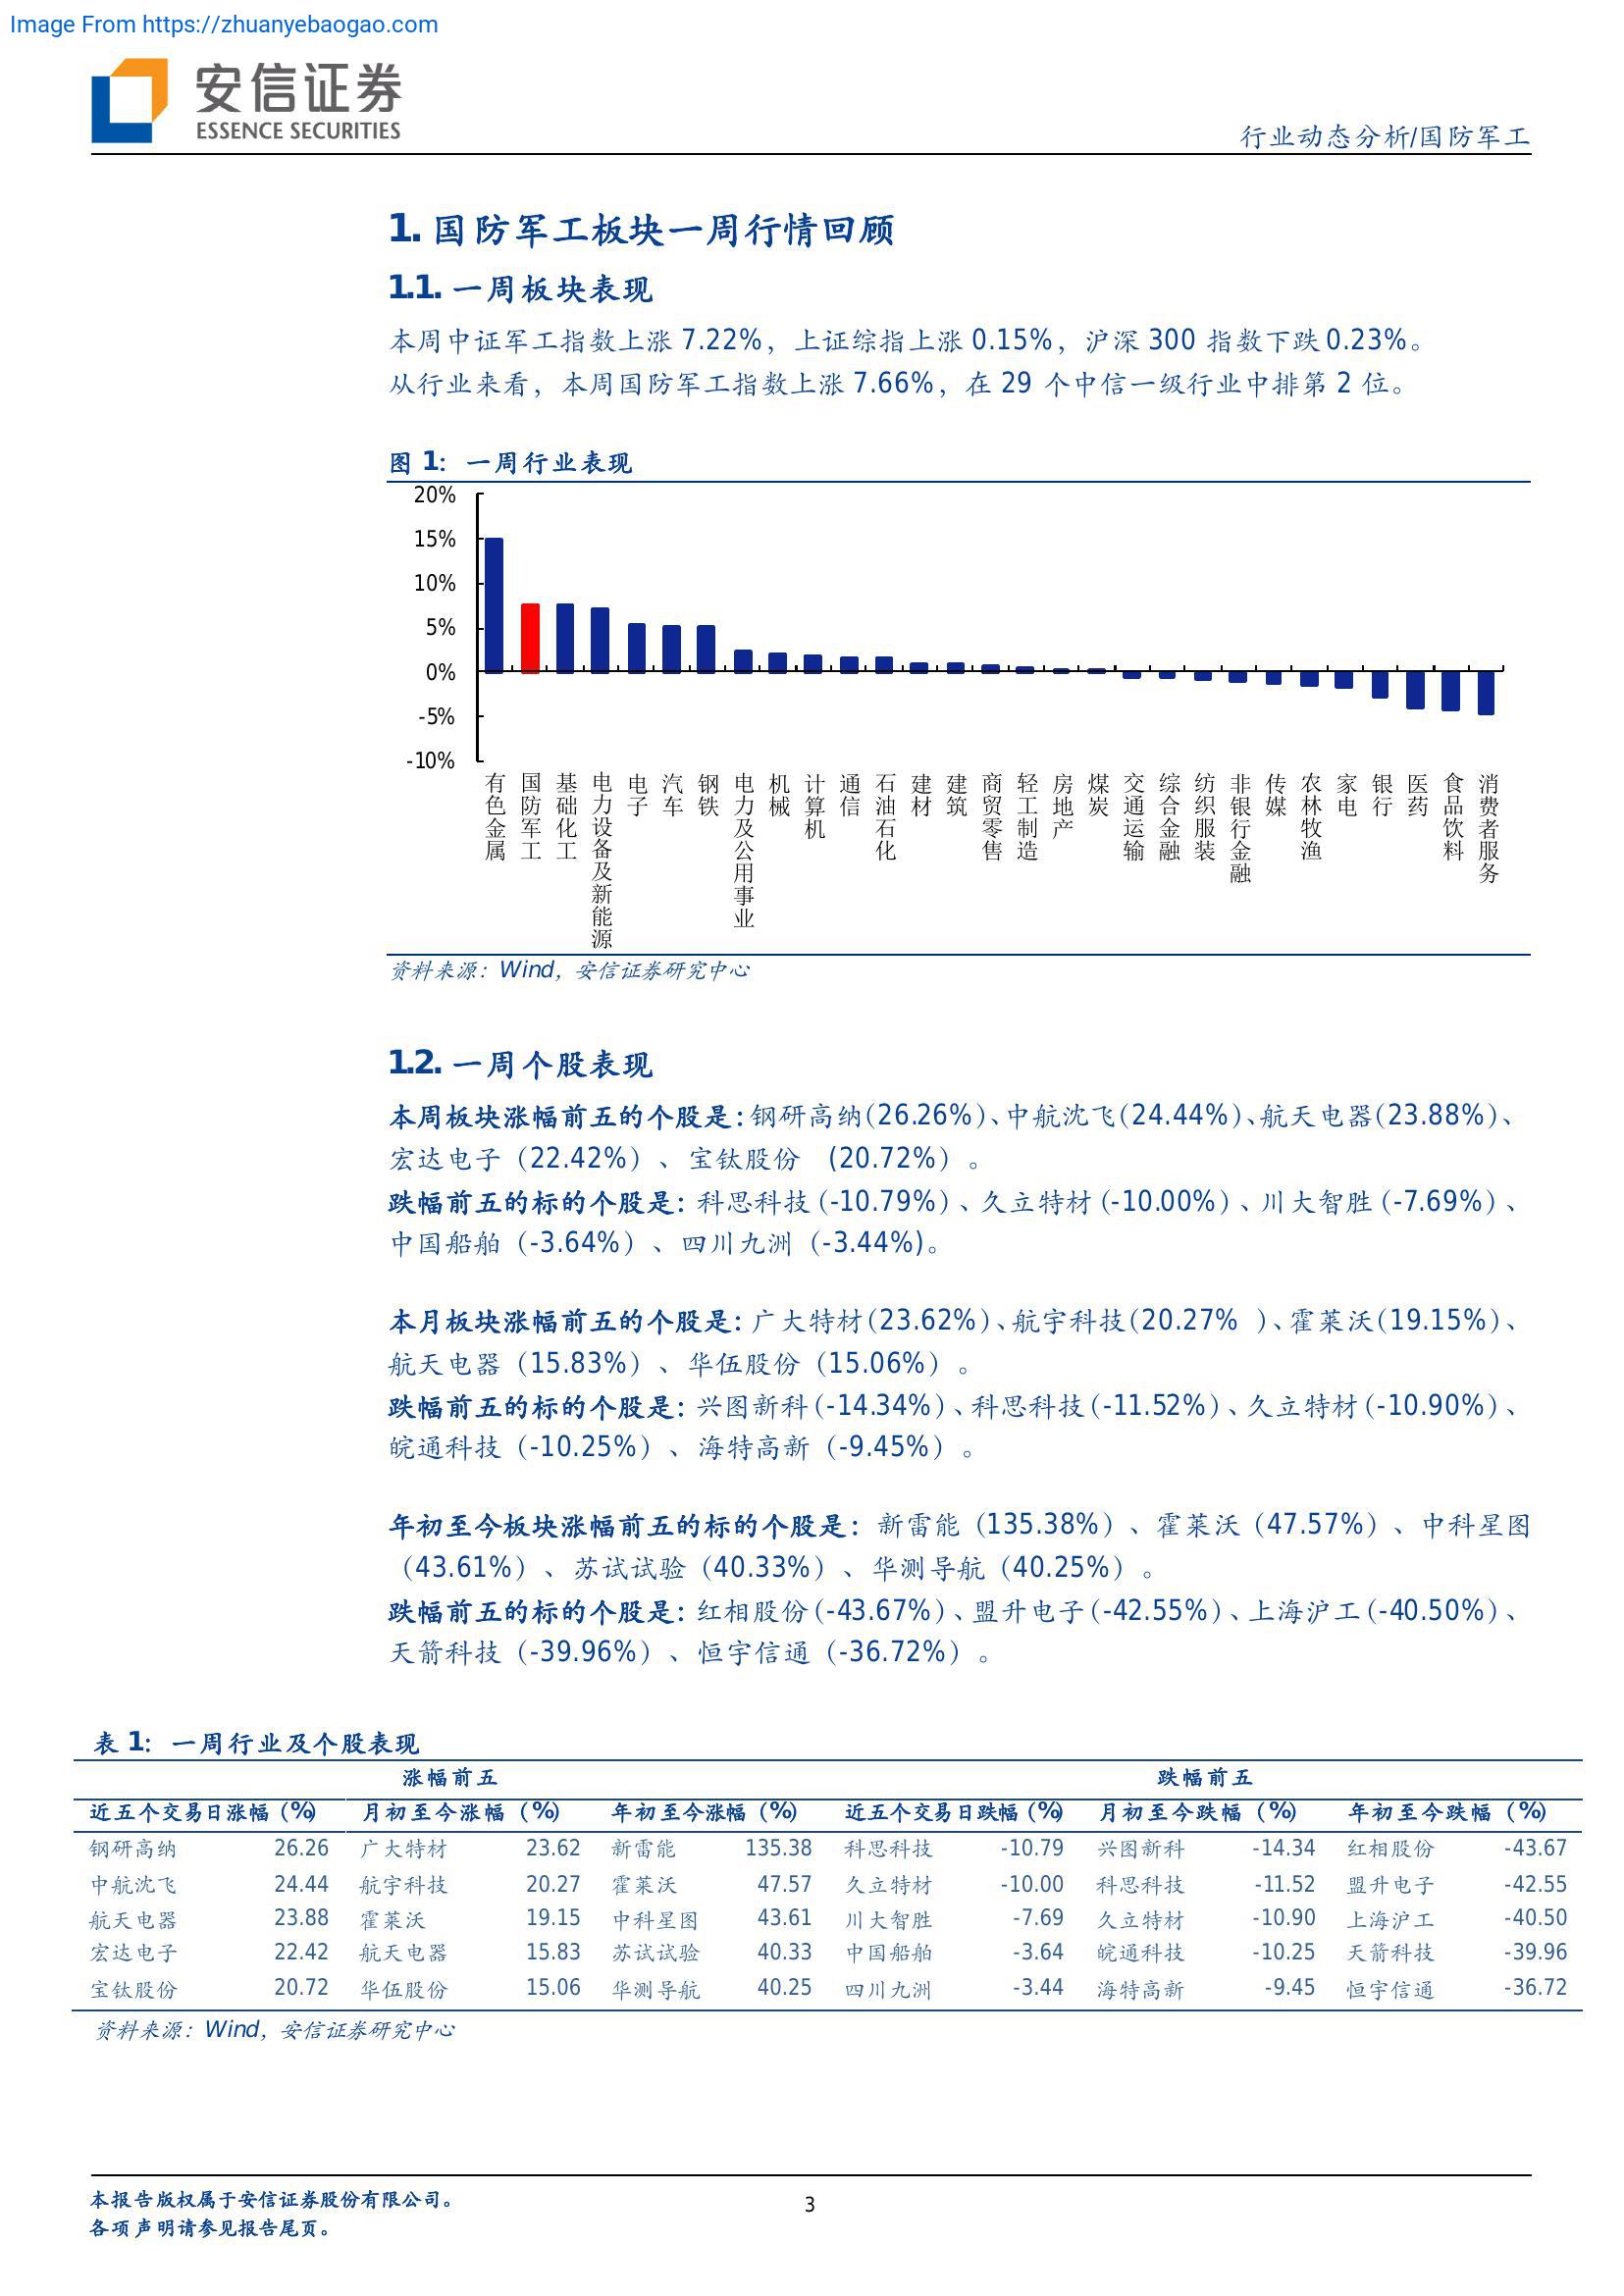 Image From https://zhuanyebaogao.com
安信证券
ESSENCE SECURITIES
行业动态分析/国防军工
1. 国防军工板块一周行情回顾
1.1. 一周板块表现
本周中证军工指数上涨 7.22%，上证综指上涨 0.15%，沪深 300 指数下跌 0.23%。
从行业来看，本周国防军工指数上涨 7.66%，在 29 个中信一级行业中排第 2 位。
图 1: 一周行业表现
20%
15%
10%
5%
0%
-5%
-10%
有色金属
国防军工
基础化工
电力设备及新能源
电子
汽车
钢铁
电力及公用事业
机械
计算机
通信
石油石化
建材
建筑
商贸零售
轻工制造
房地产
煤炭
交通运输
综合金融
纺织服装
非银行金融
传媒
农林牧渔
家电
银行
医药
食品饮料
消费者服务
资料来源：Wind，安信证券研究中心
1.2. 一周个股表现
本周板块涨幅前五的个股是：钢研高纳（26.26%）、中航沈飞（24.44%）、航天电器（23.88%）、
宏达电子（22.42%）、宝钛股份 （20.72%）。
跌幅前五的标的个股是：科思科技（-10.79%）、久立特材（-10.00%）、川大智胜（-7.69%）、
中国船舶（-3.64%）、四川九洲（-3.44%)。
本月板块涨幅前五的个股是：广大特材（23.62%）、航宇科技（20.27% ）、霍莱沃（19.15%）、
航天电器（15.83%）、华伍股份（15.06%）。
跌幅前五的标的个股是：兴图新科（-14.34%）、科思科技（-11.52%）、久立特材（-10.90%）、
皖通科技（-10.25%）、海特高新（-9.45%）。
年初至今板块涨幅前五的标的个股是：新雷能（135.38%）、霍莱沃（47.57%）、中科星图
（43.61%）、苏试试验（40.33%）、华测导航（40.25%）。
跌幅前五的标的个股是：红相股份（-43.67%）、盟升电子（-42.55%）、上海沪工（-40.50%）、
天箭科技（-39.96%）、恒宇信通（-36.72%）。
表 1: 一周行业及个股表现
涨幅前五 跌幅前五
近五个交易日涨幅（%） 月初至今涨幅（%） 年初至今涨幅（%） 近五个交易日跌幅（%） 月初至今跌幅（%） 年初至今跌幅（%）
钢研高纳 26.26 广大特材 23.62 新雷能 135.38 科思科技 -10.79 兴图新科 -14.34 红相股份 -43.67
中航沈飞 24.44 航宇科技 20.27 霍莱沃 47.57 久立特材 -10.00 科思科技 -11.52 盟升电子 -42.55
航天电器 23.88 霍莱沃 19.15 中科星图 43.61 川大智胜 -7.69 久立特材 -10.90 上海沪工 -40.50
宏达电子 22.42 航天电器 15.83 苏试试验 40.33 中国船舶 -3.64 皖通科技 -10.25 天箭科技 -39.96
宝钛股份 20.72 华伍股份 15.06 华测导航 40.25 四川九洲 -3.44 海特高新 -9.45 恒宇信通 -36.72
资料来源：Wind，安信证券研究中心
本报告版权属于安信证券股份有限公司。
各项声明请参见报告尾页。
3